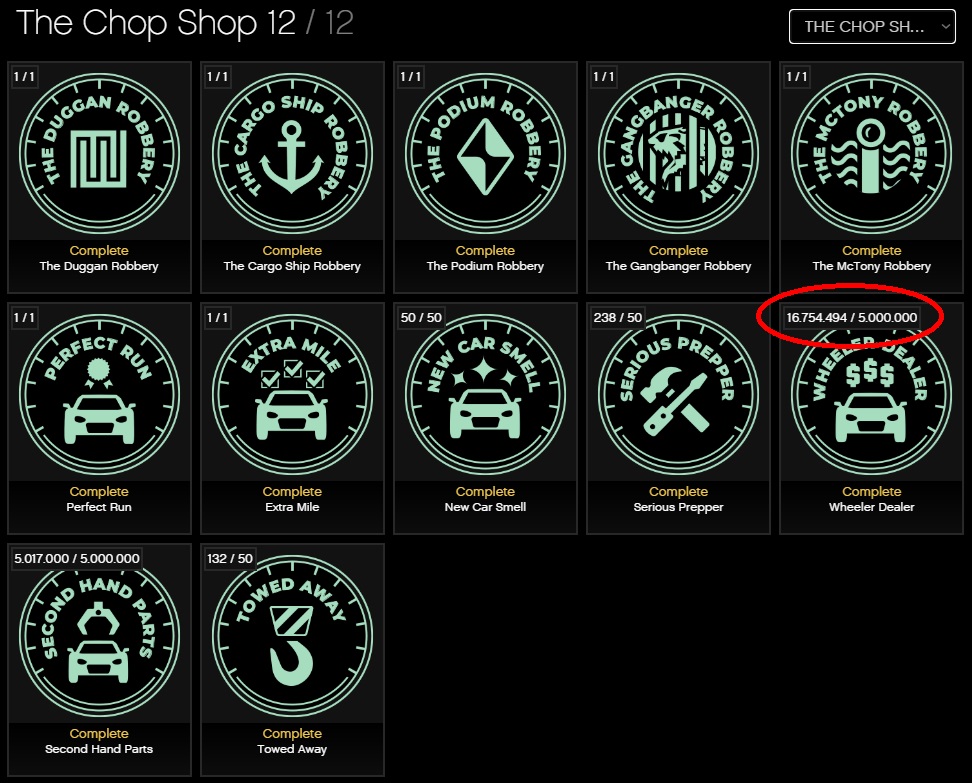 The Chop Shop 12 / 12
THE CHOP SH...
1 / 1
THE DUGGAN ROBBERY
Complete
The Duggan Robbery
1 / 1
THE CARGO SHIP ROBBERY
Complete
The Cargo Ship Robbery
1 / 1
THE PODIUM ROBBERY
Complete
The Podium Robbery
1 / 1
THE GANGBANGER ROBBERY
Complete
The Gangbanger Robbery
1 / 1
THE MCTONY ROBBERY
Complete
The McTony Robbery
1 / 1
PERFECT RUN
Complete
Perfect Run
1 / 1
EXTRA MILE
Complete
Extra Mile
50 / 50
NEW CAR SMELL
Complete
New Car Smell
238 / 50
SERIOUS PREPPER
Complete
Serious Prepper
16.754.494 / 5.000.000
WHEELER DEALER
$$$
Complete
Wheeler Dealer
5.017.000 / 5.000.000
SECOND HAND PARTS
Complete
Second Hand Parts
132 / 50
TOWED AWAY
Complete
Towed Away